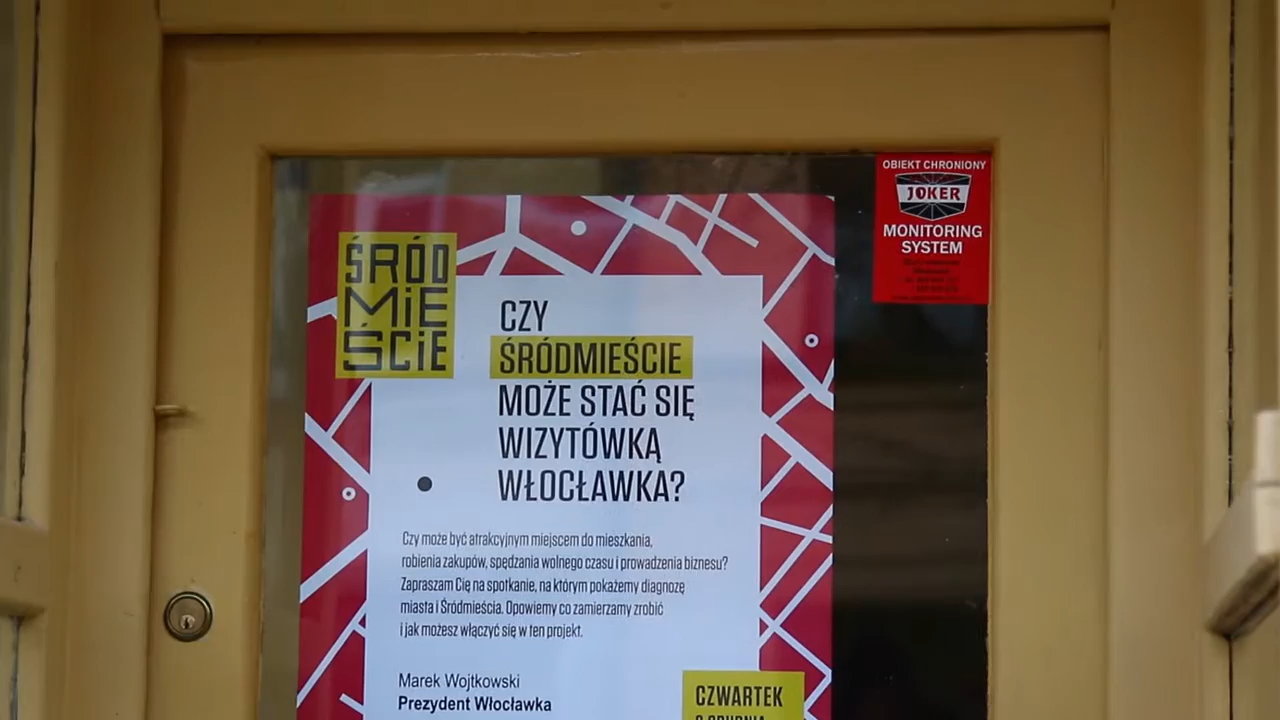 ŚRÓD
MiE
ŚCiE
CZY
ŚRÓDMIEŚCIE
MOŻE STAĆ SIĘ
WIZYTÓWKĄ
WŁOCŁAWKA?
Czy może być atrakcyjnym miejscem do mieszkania,
robienia zakupów, spędzania wolnego czasu i prowadzenia biznesu?
Zapraszam Cię na spotkanie, na którym pokażemy diagnozę
miasta i Śródmieścia. Opowiemy co zamierzamy zrobić
i jak możesz włączyć się w ten projekt.
Marek Wojtkowski
Prezydent Włocławka
CZWARTEK
OBIEKT CHRONIONY
JOKER
MONITORING
SYSTEM